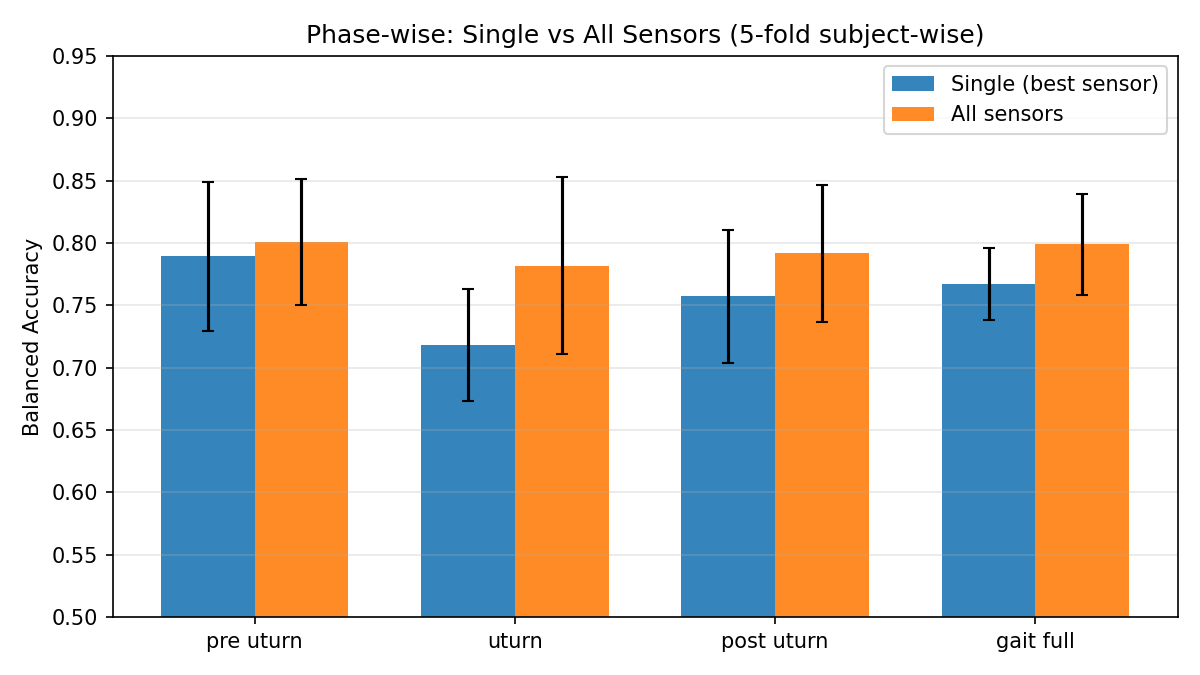 Phase-wise: Single vs All Sensors (5-fold subject-wise)
Single (best sensor)
All sensors
Balanced Accuracy
0.95
0.90
0.85
0.80
0.75
0.70
0.65
0.60
0.55
0.50
pre uturn
uturn
post uturn
gait full